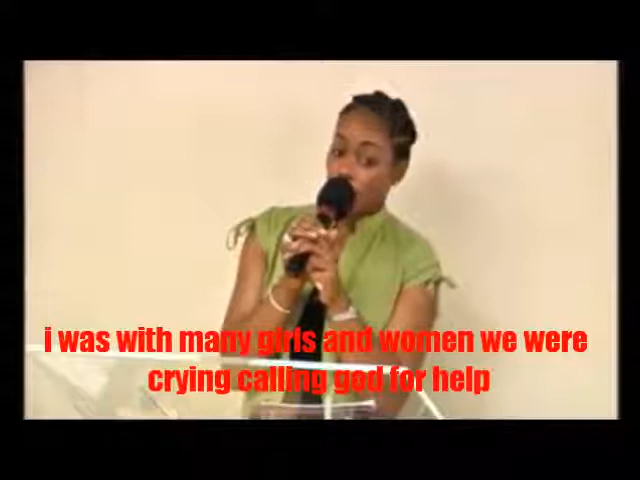 i was with many girls and women we were
crying calling god for help